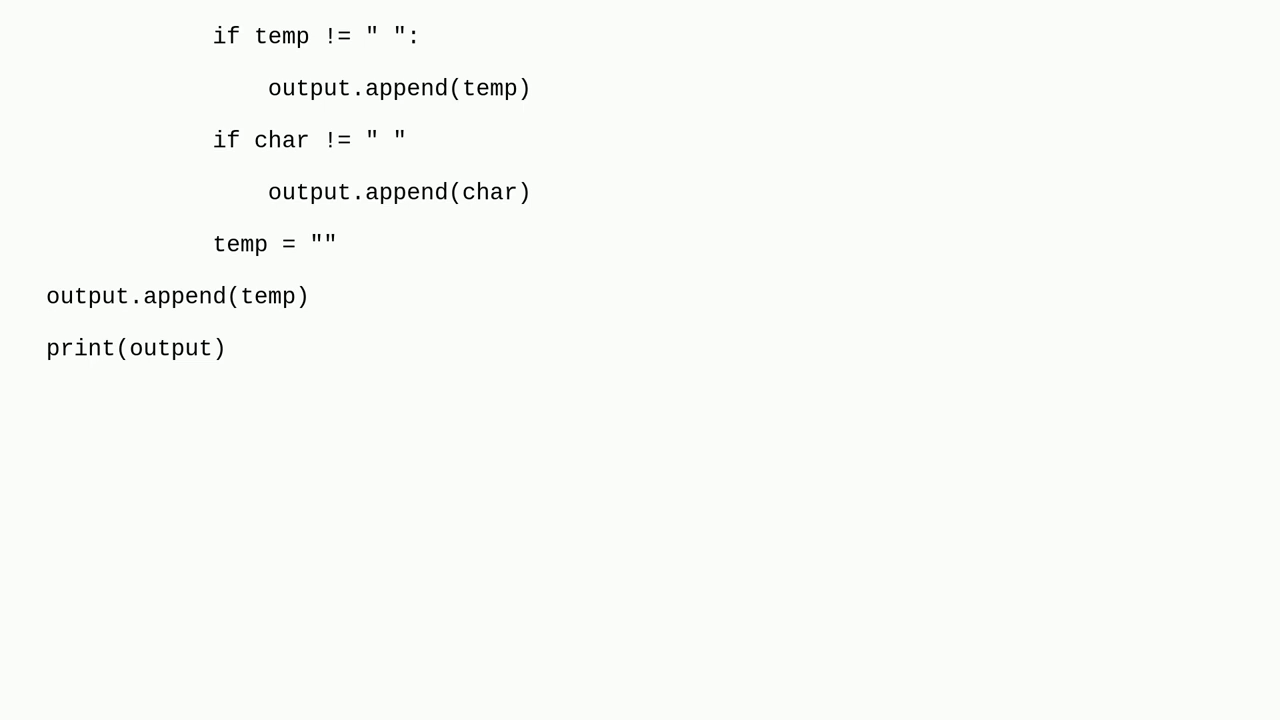 if temp != " ":
output.append(temp)
if char != " "
output.append(char)
temp = ""
output.append(temp)
print(output)